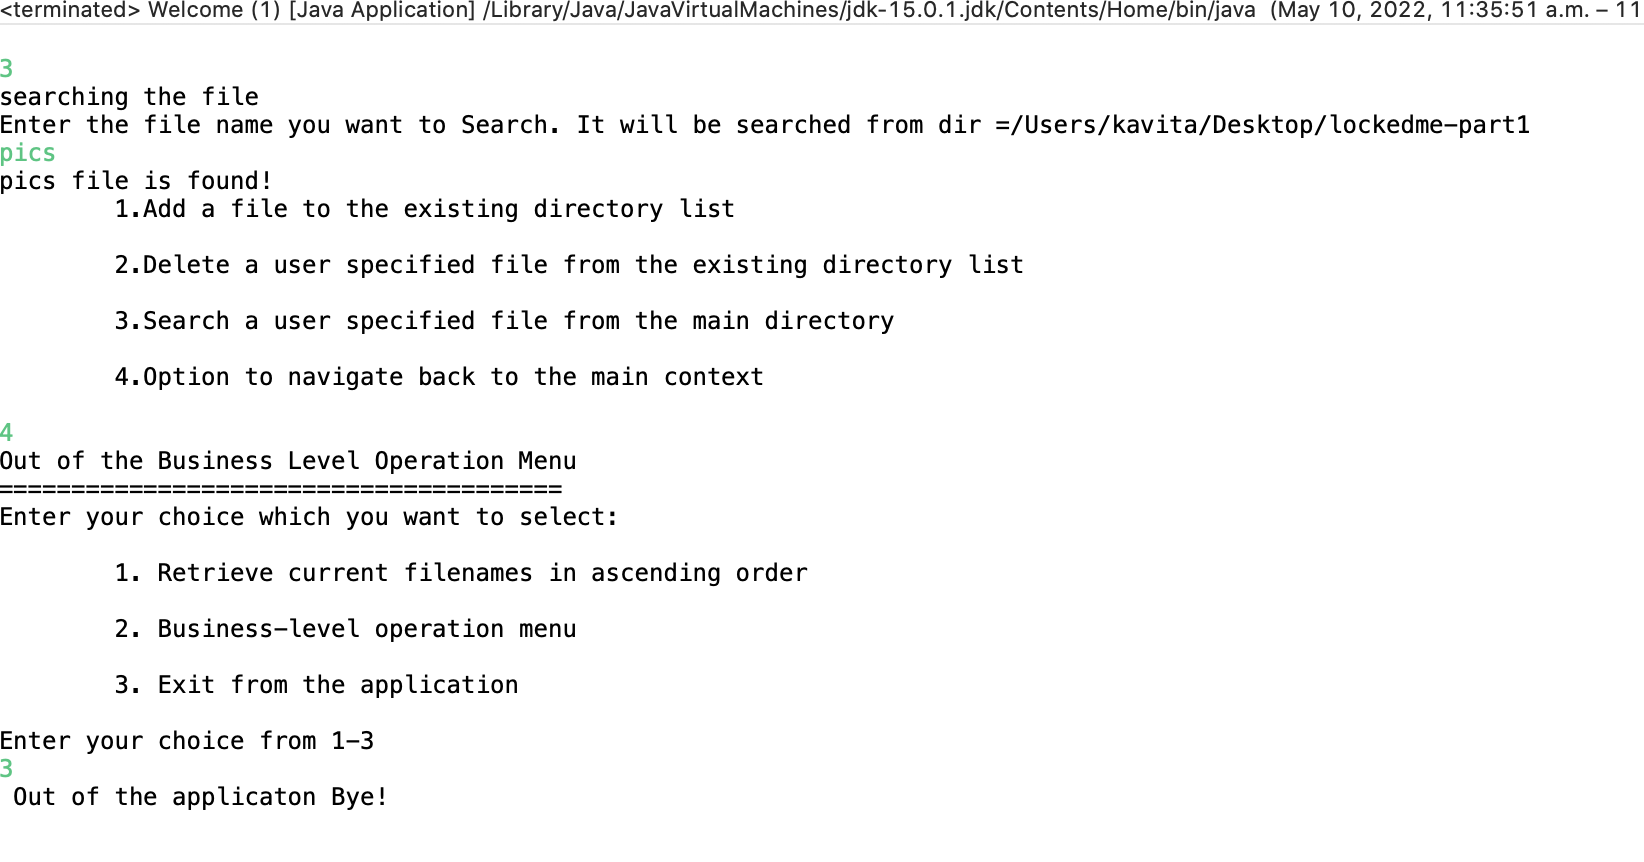 <terminated> Welcome (1) [Java Application] /Library/Java/JavaVirtualMachines/jdk-15.0.1.jdk/Contents/Home/bin/java (May 10, 2022, 11:35:51 a.m. – 11
3
searching the file
Enter the file name you want to Search. It will be searched from dir =/Users/kavita/Desktop/lockedme-part1
pics
pics file is found!
1.Add a file to the existing directory list
2.Delete a user specified file from the existing directory list
3.Search a user specified file from the main directory
4.Option to navigate back to the main context
4
Out of the Business Level Operation Menu
=======================================
Enter your choice which you want to select:
1. Retrieve current filenames in ascending order
2. Business-level operation menu
3. Exit from the application
Enter your choice from 1-3
3
Out of the applicaton Bye!